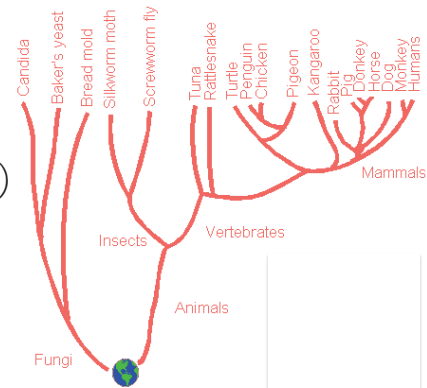 Candida
Baker's yeast
Bread mold
Silkworm moth
Screwworm fly
Tuna
Rattlesnake
Turtle
Penguin
Chicken
Pigeon
Kangaroo
Rabbit
Pig
Donkey
Horse
Dog
Monkey
Humans
Mammals
Insects
Vertebrates
Animals
Fungi